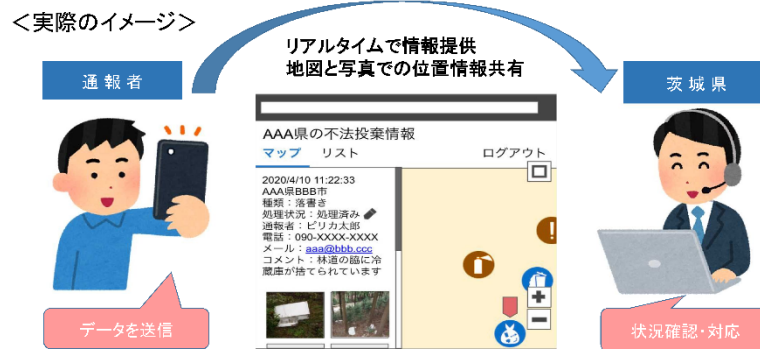 ＜実際のイメージ＞
リアルタイムで情報提供
地図と写真での位置情報共有
通報者
茨城県
AAA県の不法投棄情報
マップ リスト ログアウト
2020/4/10 11:22:33
AAA県BBB市
種類：落書き
処理状況：処理済み
通報者：ピリカ太郎
電話：090-XXXX-XXXX
メール：aaa@bbb.ccc
コメント：林道の脇に冷
蔵庫が捨てられています
データを送信
状況確認・対応